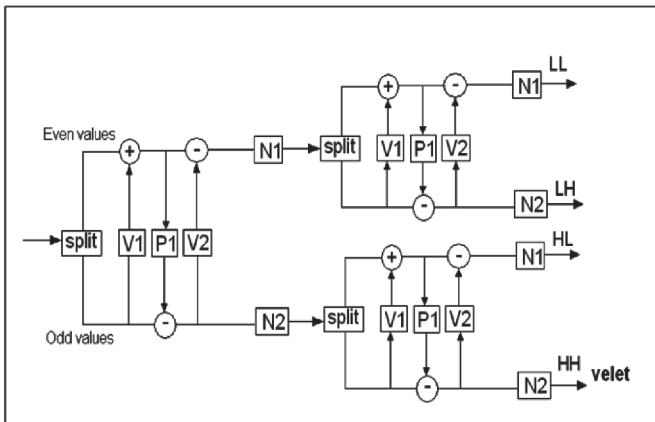 LL
+
-
N1
Even values
+
-
N1
split
V1
P1
V2
-
N2
LH
split
V1
P1
V2
HL
+
-
N1
-
N2
split
V1
P1
V2
Odd values
-
N2
HH
velet